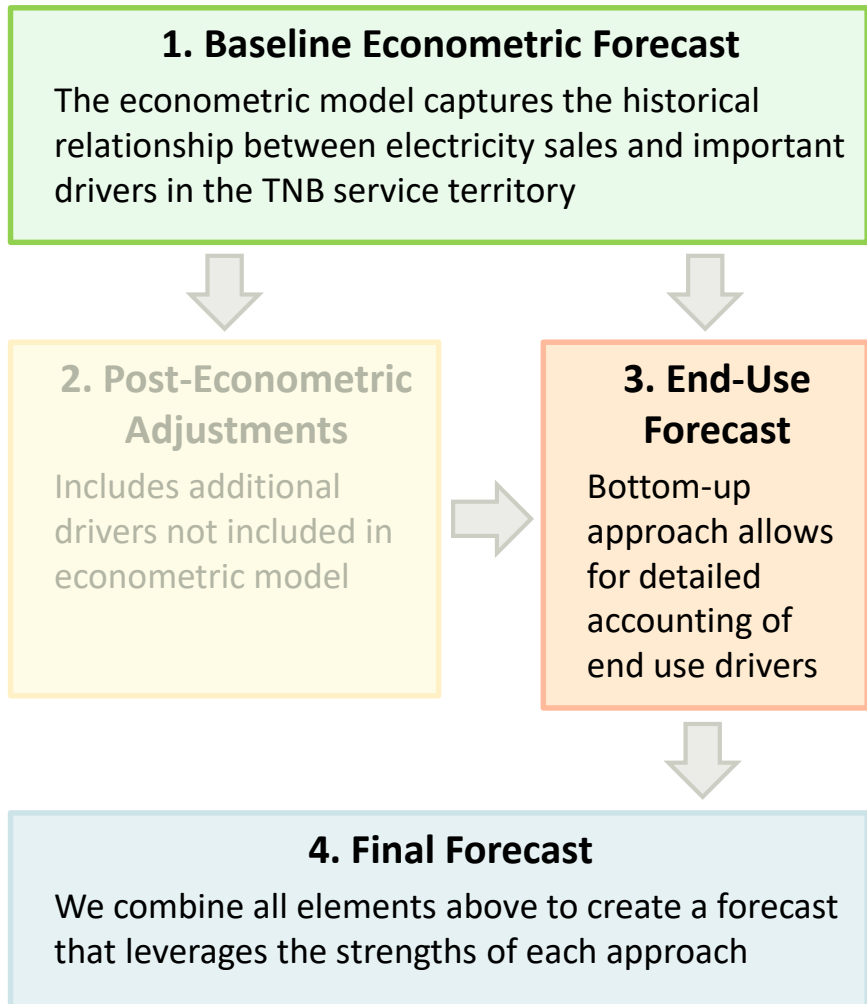 1. Baseline Econometric Forecast
The econometric model captures the historical
relationship between electricity sales and important
drivers in the TNB service territory
2. Post-Econometric
Adjustments
Includes additional
drivers not included in
econometric model
3. End-Use
Forecast
Bottom-up
approach allows
for detailed
accounting of
end use drivers
4. Final Forecast
We combine all elements above to create a forecast
that leverages the strengths of each approach